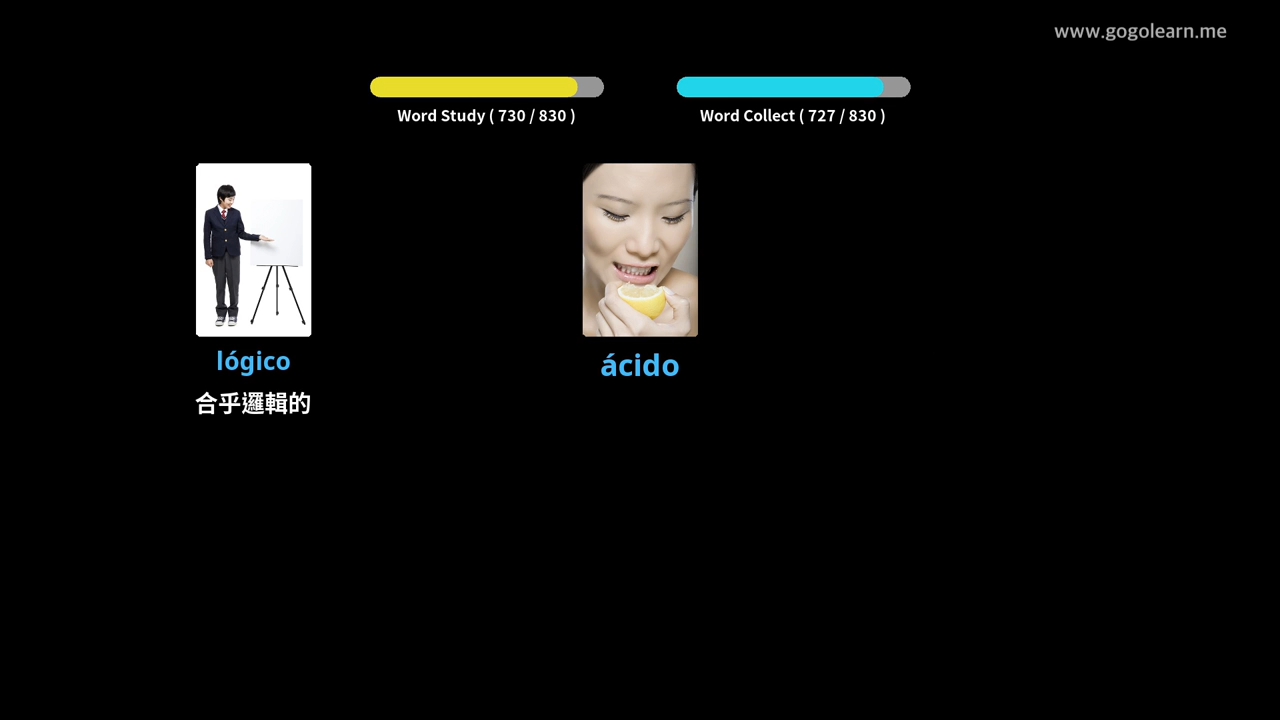 www.gogolearn.me
Word Study ( 730 / 830 )
Word Collect ( 727 / 830 )
lógico
合乎邏輯的
ácido